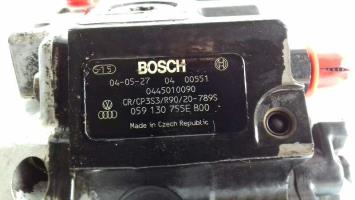 BOSCH
04-05-27 04 00551
0445010090
CR/CP3S3/R90/20-789S
059 130 755E B00
Made in Czech Republic